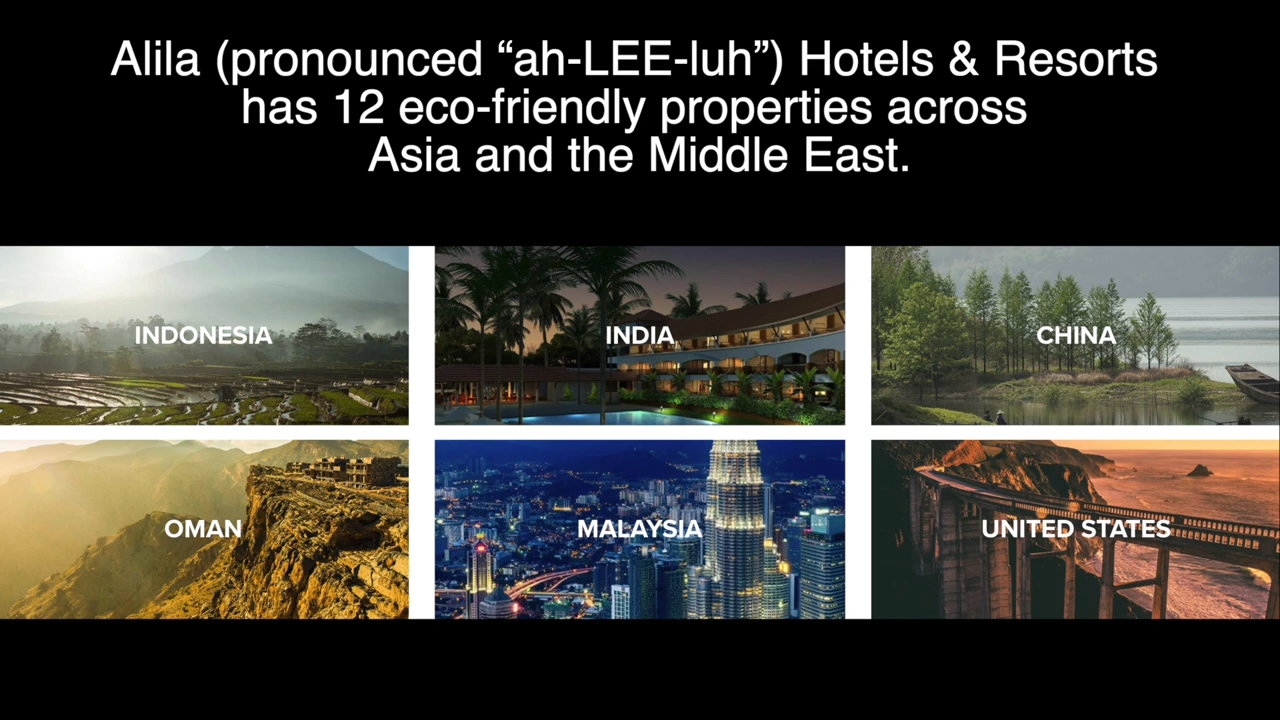 Alila (pronounced “ah-LEE-luh”) Hotels & Resorts
has 12 eco-friendly properties across
Asia and the Middle East.
INDONESIA
INDIA
CHINA
OMAN
MALAYSIA
UNITED STATES